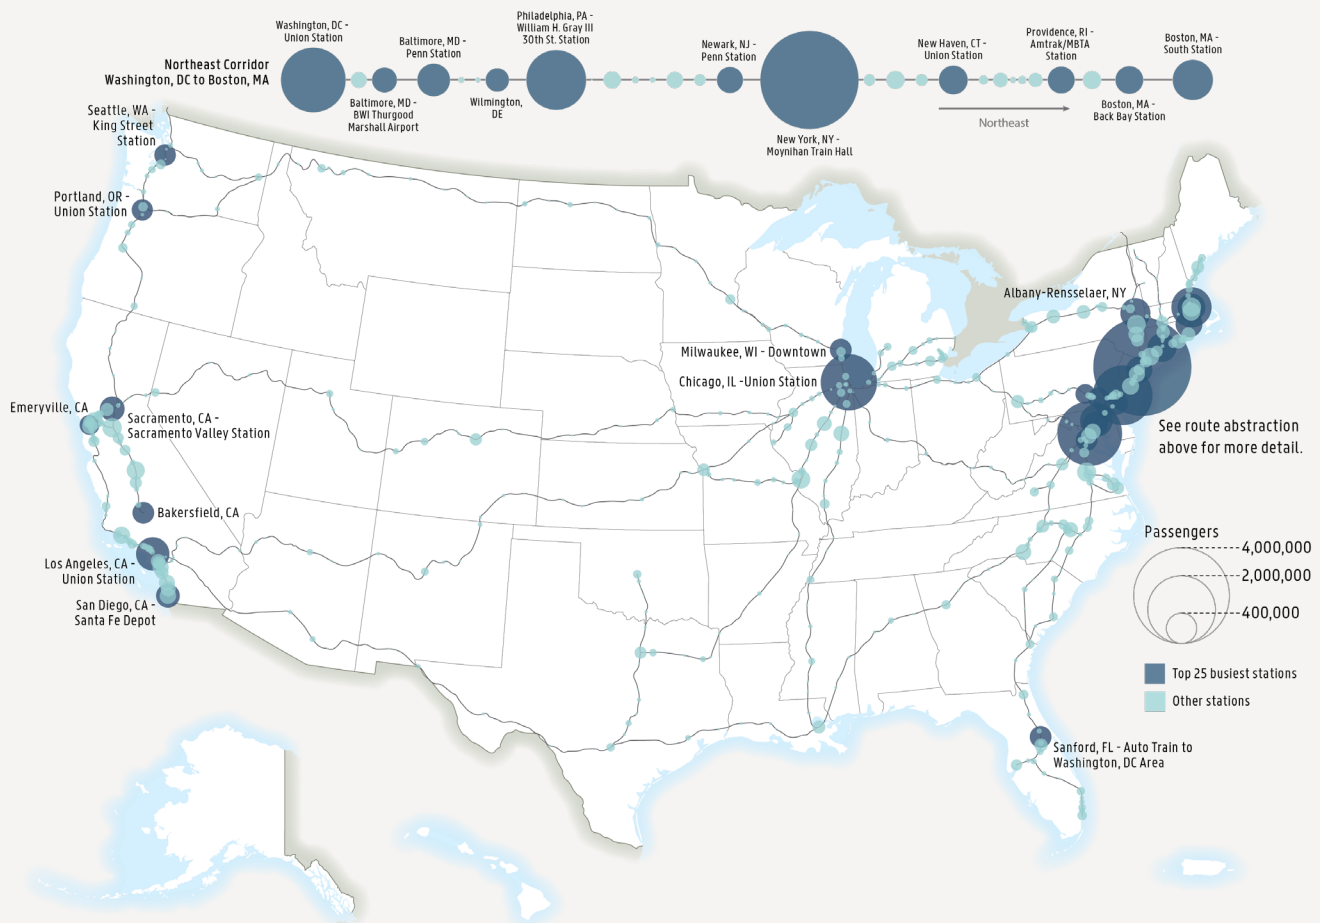 Northeast Corridor
Washington, DC to Boston, MA
Washington, DC -
Union Station
Baltimore, MD -
BWI Thurgood
Marshall Airport
Baltimore, MD -
Penn Station
Wilmington,
DE
Philadelphia, PA -
William H. Gray III
30th St. Station
Newark, NJ -
Penn Station
New York, NY -
Moynihan Train Hall
New Haven, CT -
Union Station
Northeast
Providence, RI -
Amtrak/MBTA
Station
Boston, MA -
Back Bay Station
Boston, MA -
South Station
Seattle, WA -
King Street
Station
Portland, OR -
Union Station
Albany-Rensselaer, NY
Milwaukee, WI - Downtown
Chicago, IL -Union Station
Emeryville, CA
Sacramento, CA -
Sacramento Valley Station
See route abstraction
above for more detail.
Bakersfield, CA
Los Angeles, CA -
Union Station
San Diego, CA -
Santa Fe Depot
Passengers
4,000,000
2,000,000
400,000
Top 25 busiest stations
Other stations
Sanford, FL - Auto Train to
Washington, DC Area